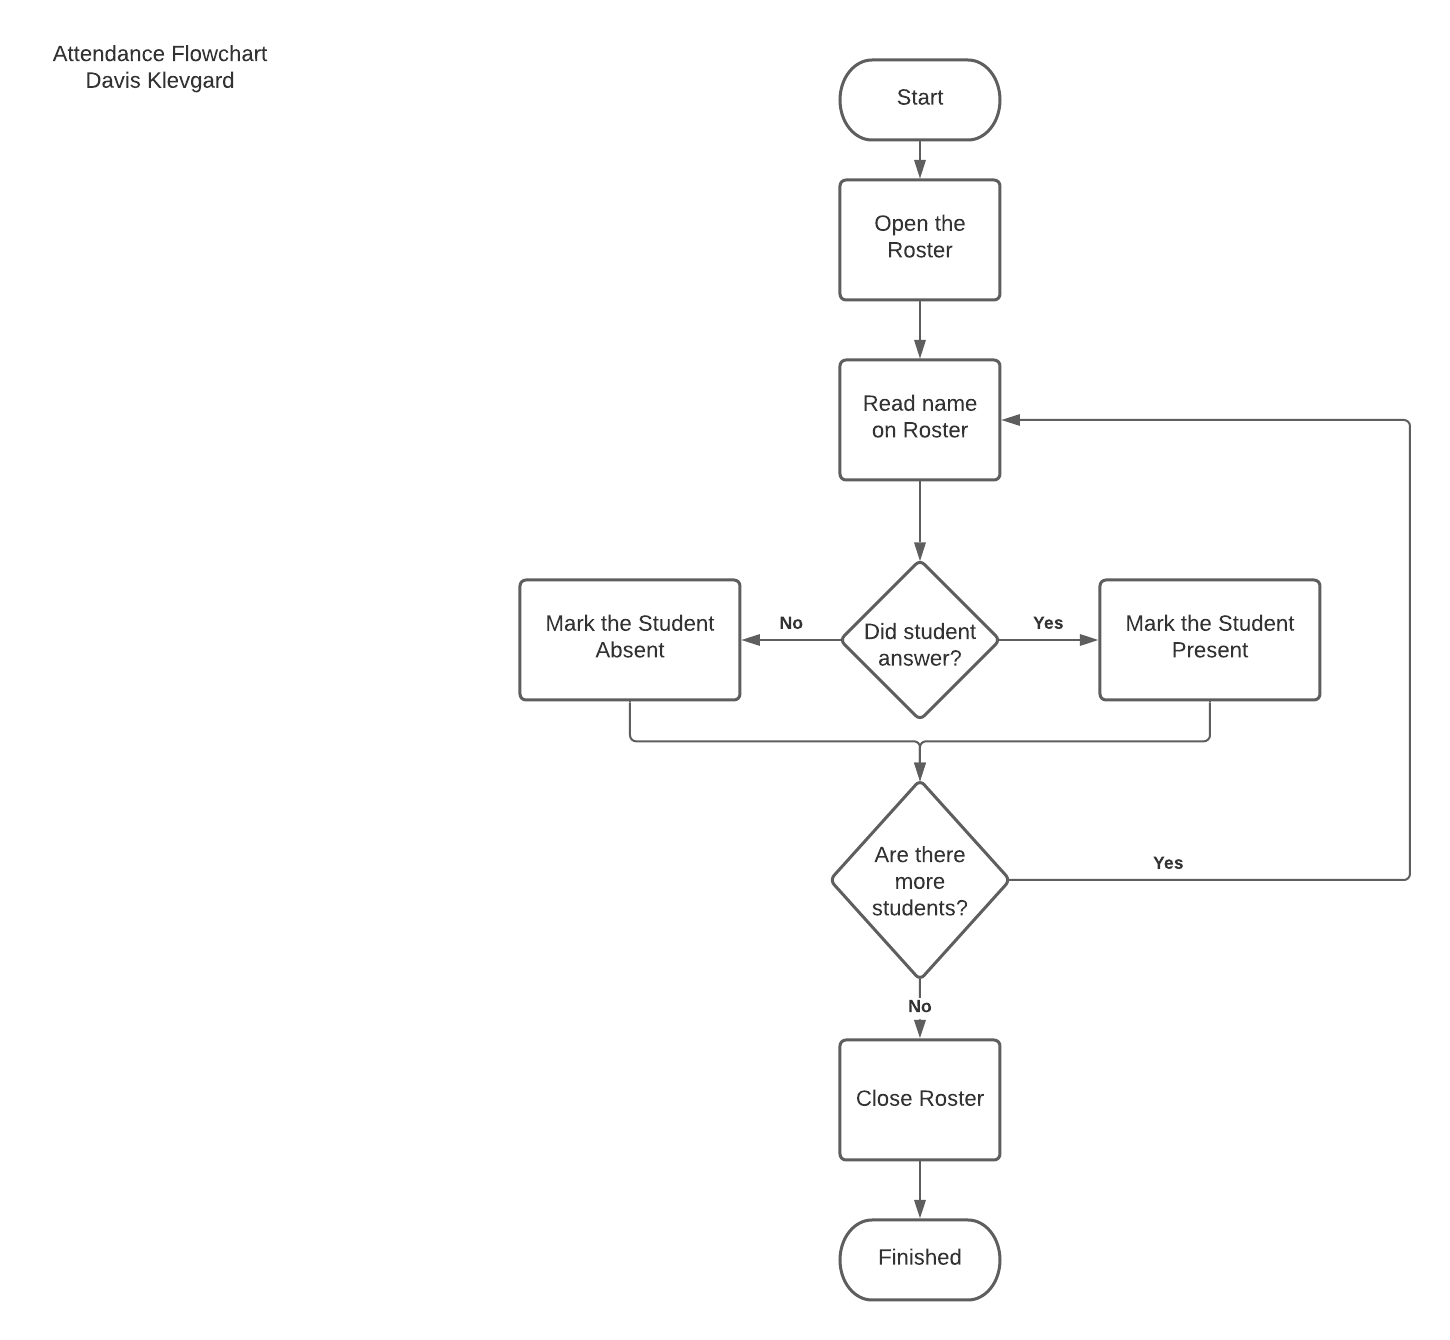 Attendance Flowchart
Davis Klevgard
Start
Open the
Roster
Read name
on Roster
Mark the Student
Absent
No
Did student
answer?
Yes
Mark the Student
Present
Are there
more
students?
Yes
No
Close Roster
Finished